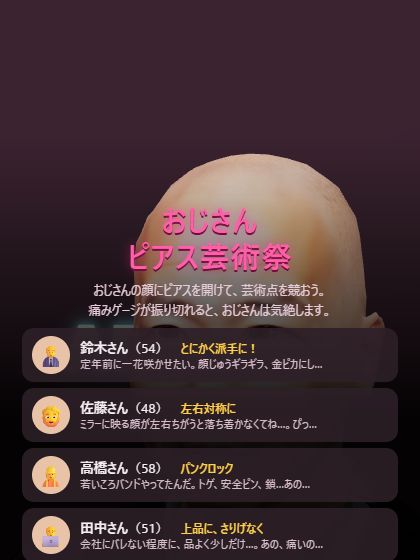 おじさん
ピアス芸術祭
おじさんの顔にピアスを開けて、芸術点を競おう。
痛みゲージが振り切れると、おじさんは気絶します。
鈴木さん（54） とにかく派手に！
定年前に一花咲かせたい。顔じゅうギラギラ、金ピカにし…
佐藤さん（48） 左右対称に
ミラーに映る顔が左右ちがうと落ち着かなくてね…。ぴっ…
高橋さん（58） パンクロック
若いころバンドやってたんだ。トゲ、安全ピン、鎖…あの…
田中さん（51） 上品に、さりげなく
会社にバレない程度に、品よく少しだけ…。あの、痛いの…